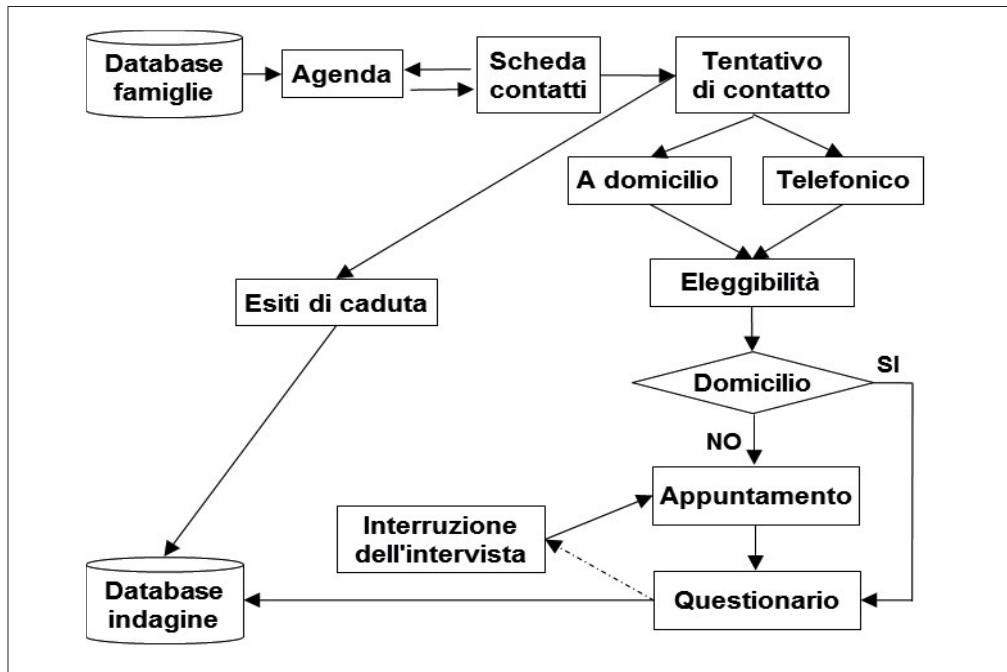 Database
famiglie
Agenda
Scheda
contatti
Tentativo
di contatto
A domicilio
Telefonico
Eleggibilità
Esiti di caduta
Domicilio
SI
NO
Appuntamento
Interruzione
dell'intervista
Database
indagine
Questionario